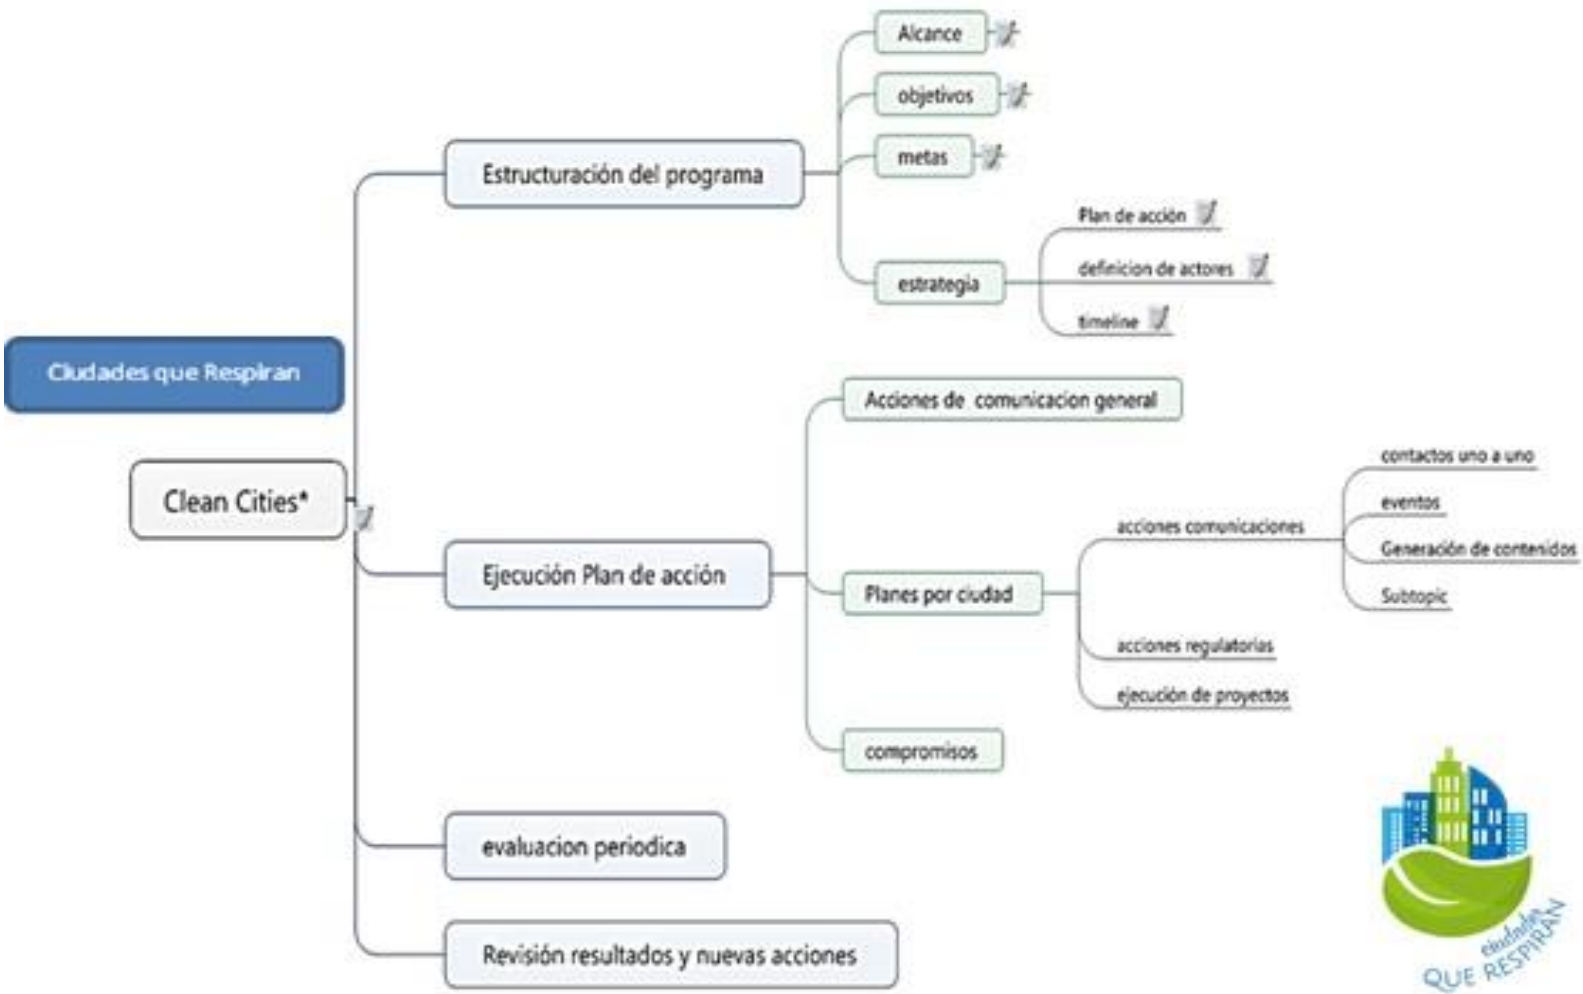 Ciudades que Respiran
Clean Cities*
Estructuración del programa
Alcance
objetivos
metas
estrategia
Plan de acción
definicion de actores
timeline
Ejecución Plan de acción
Acciones de comunicacion general
Planes por ciudad
acciones comunicaciones
contactos uno a uno
eventos
Generación de contenidos
Subtopic
acciones regulatorias
ejecución de proyectos
compromisos
evaluacion periodica
Revisión resultados y nuevas acciones
ciudades
QUE RESPIRAN